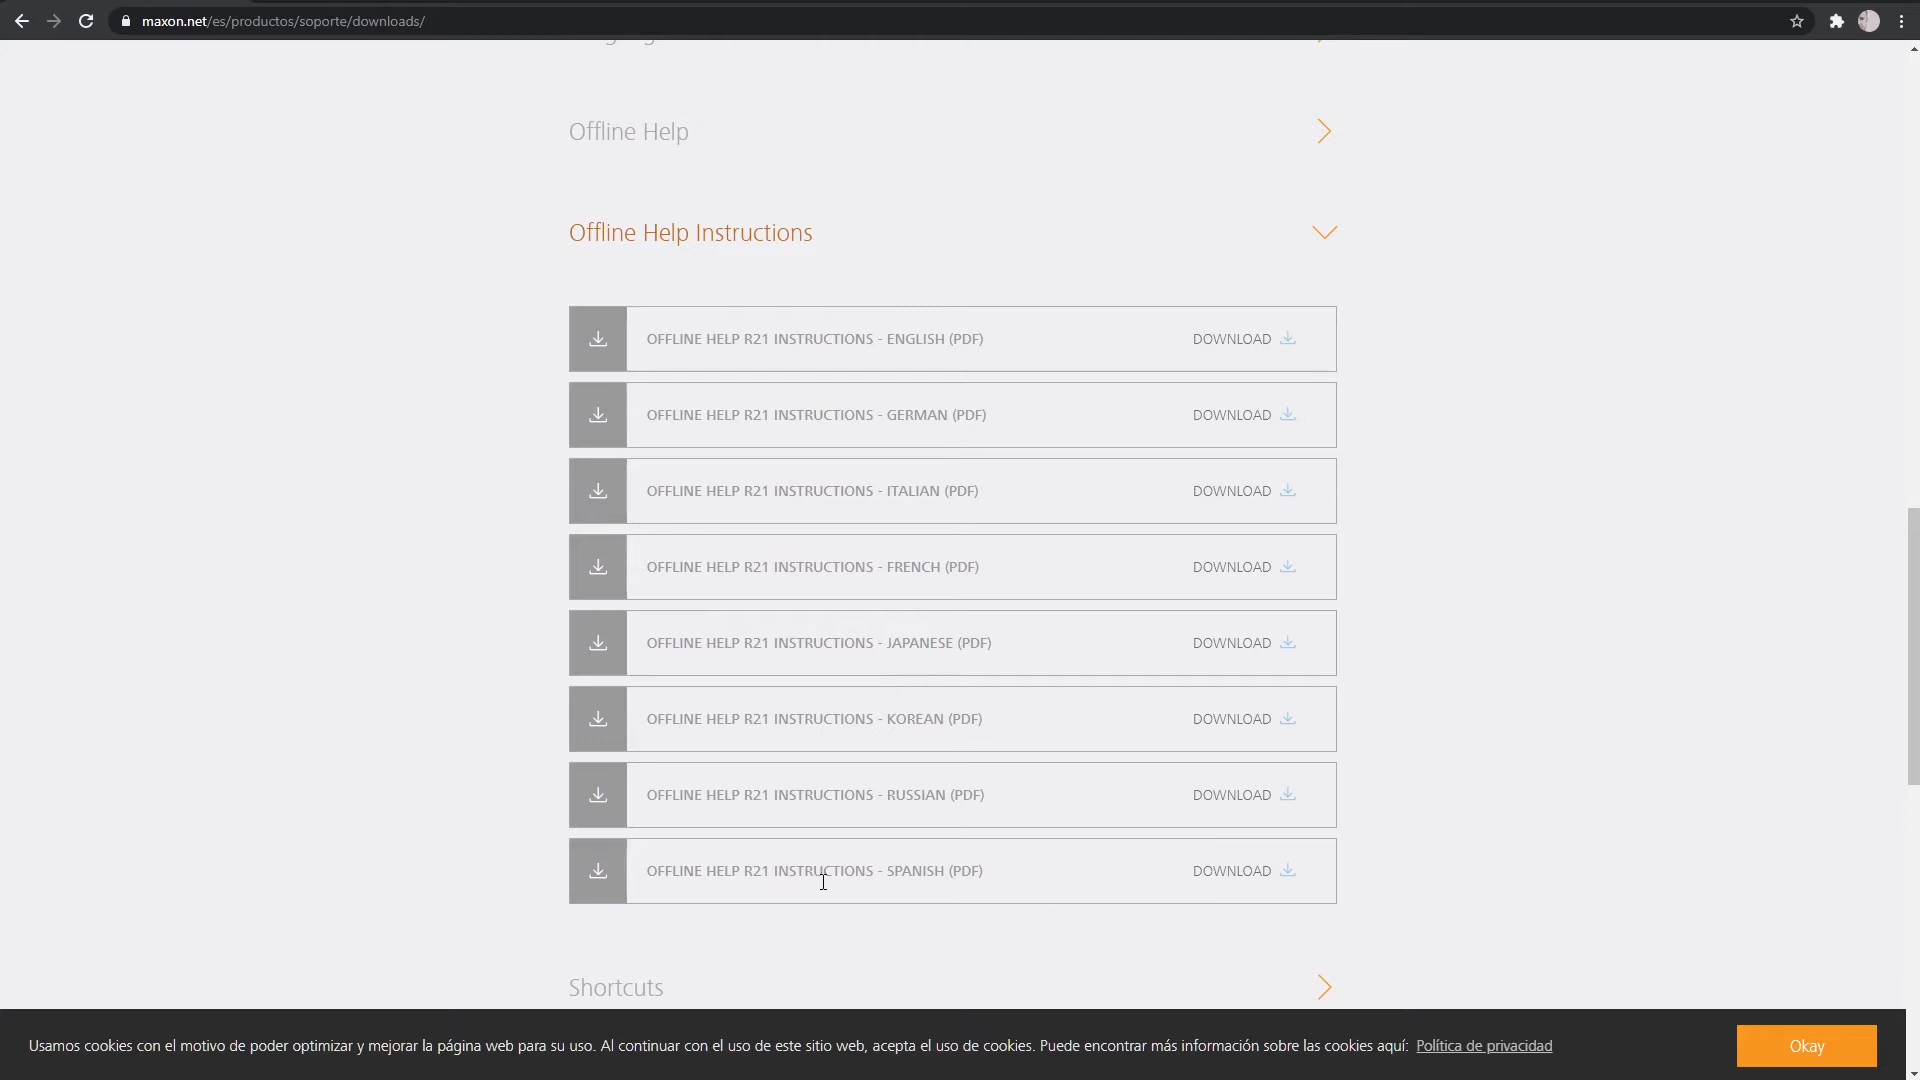 maxon.net/es/productos/soporte/downloads/
Offline Help
Offline Help Instructions
OFFLINE HELP R21 INSTRUCTIONS - ENGLISH (PDF) DOWNLOAD
OFFLINE HELP R21 INSTRUCTIONS - GERMAN (PDF) DOWNLOAD
OFFLINE HELP R21 INSTRUCTIONS - ITALIAN (PDF) DOWNLOAD
OFFLINE HELP R21 INSTRUCTIONS - FRENCH (PDF) DOWNLOAD
OFFLINE HELP R21 INSTRUCTIONS - JAPANESE (PDF) DOWNLOAD
OFFLINE HELP R21 INSTRUCTIONS - KOREAN (PDF) DOWNLOAD
OFFLINE HELP R21 INSTRUCTIONS - RUSSIAN (PDF) DOWNLOAD
OFFLINE HELP R21 INSTRUCTIONS - SPANISH (PDF) DOWNLOAD
Shortcuts
Usamos cookies con el motivo de poder optimizar y mejorar la página web para su uso. Al continuar con el uso de este sitio web, acepta el uso de cookies. Puede encontrar más información sobre las cookies aquí: Política de privacidad Okay